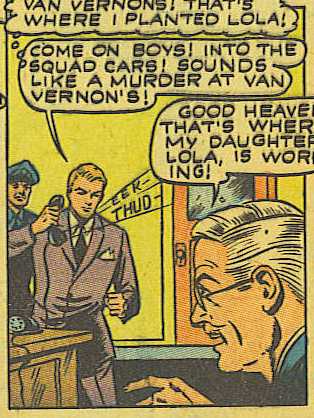 VAN VERNONS! THAT'S
WHERE I PLANTED LOLA!
COME ON BOYS! INTO THE
SQUAD CARS! SOUNDS
LIKE A MURDER AT VAN
VERNON'S!
EEK-
THUD-
GOOD HEAVE
THAT'S WHER
MY DAUGHTER
LOLA, IS WOR
ING!